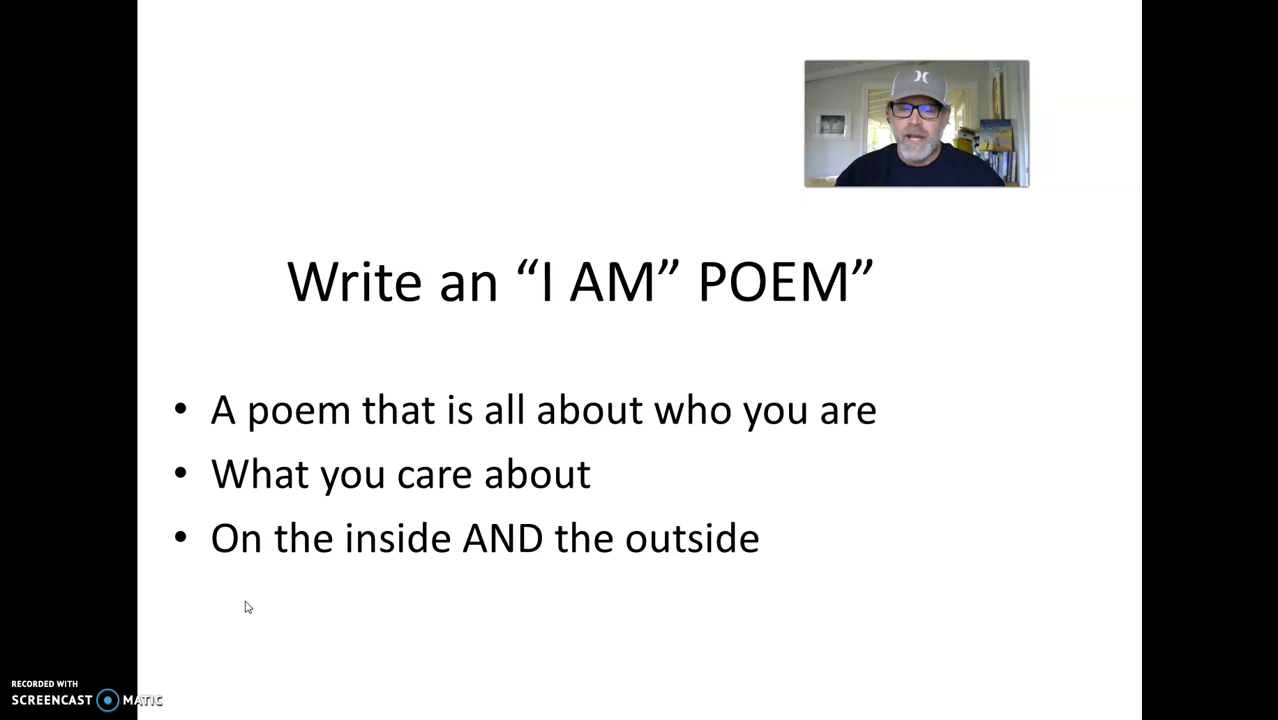 Write an “I AM” POEM”
• A poem that is all about who you are
• What you care about
• On the inside AND the outside
RECORDED WITH
SCREENCAST MATIC